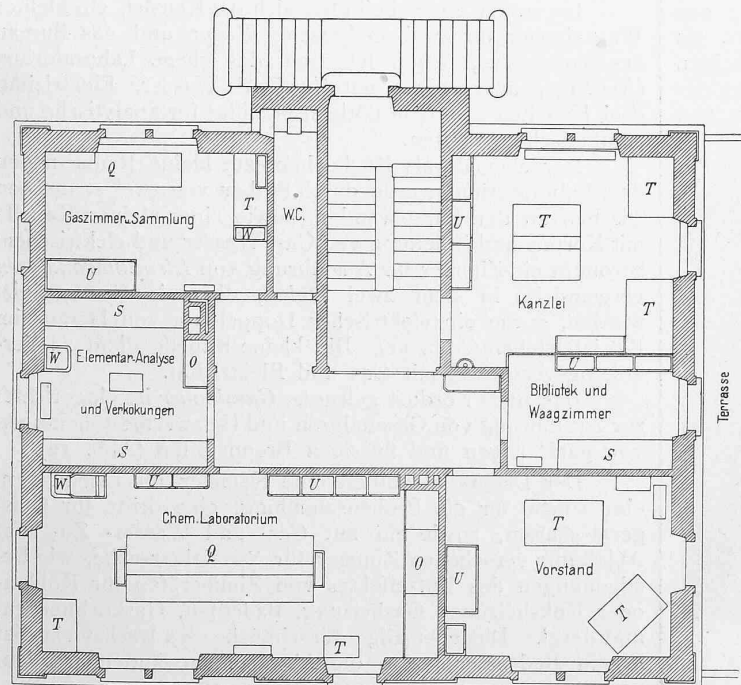 Q
T
Gaszimmer u. Sammlung
W
U
W.C.
U
T
T
T
Kanzlei
S
W
Elementar-Analyse
O
und Verkokungen
S
U
Bibliotek und
Waagzimmer
S
Terrasse
W
U
U
Chem. Laboratorium
Q
O
T
T
T
U
Vorstand
T